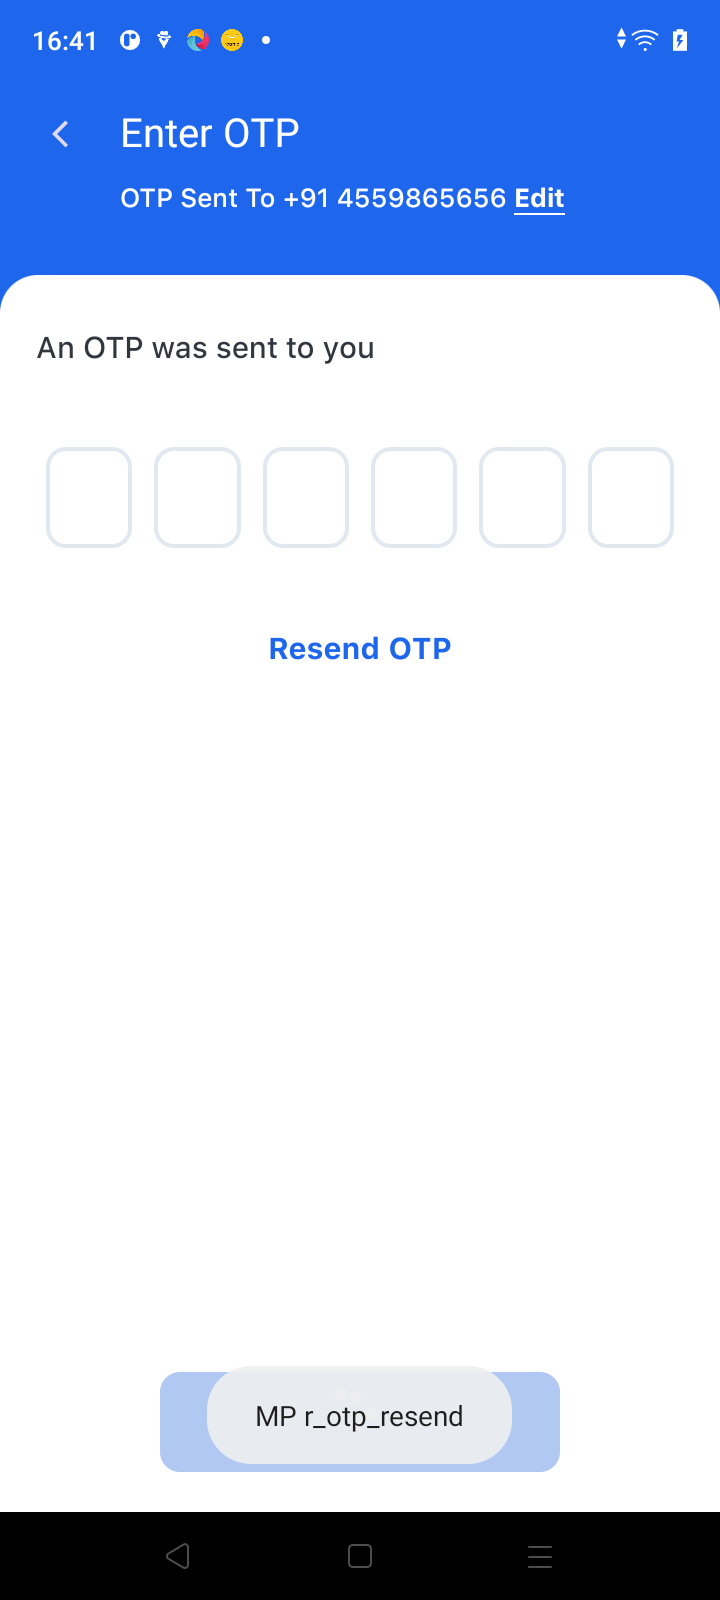 16:41
Enter OTP
OTP Sent To +91 4559865656 Edit
An OTP was sent to you
Resend OTP
MP r_otp_resend